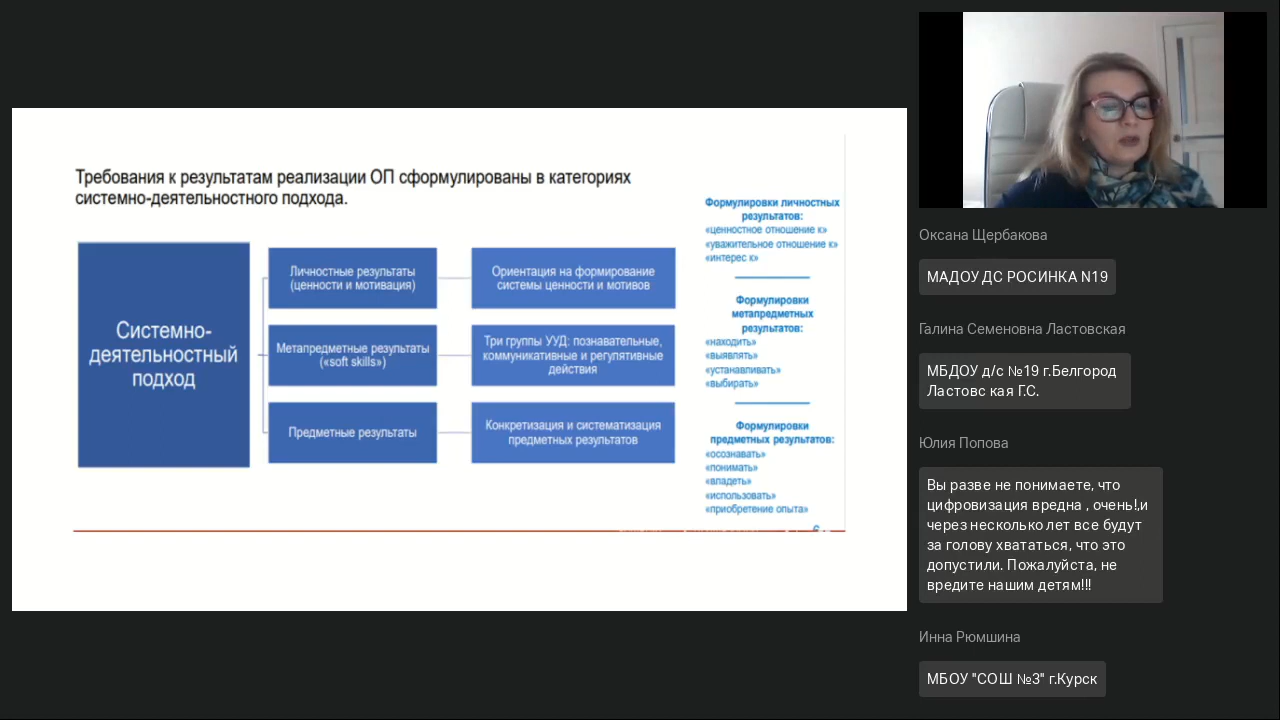 Требования к результатам реализации ОП сформулированы в категориях
системно-деятельностного подхода.
Системно-
деятельностный
подход
Личностные результаты
(ценности и мотивация)
Ориентация на формирование
системы ценности и мотивов
Метапредметные результаты
(«soft skills»)
Три группы УУД: познавательные,
коммуникативные и регулятивные
действия
Предметные результаты
Конкретизация и систематизация
предметных результатов
Формулировки личностных
результатов:
«ценностное отношение к»
«уважительное отношение к»
«интерес к»
Формулировки
метапредметных
результатов:
«находить»
«выявлять»
«устанавливать»
«выбирать»
Формулировки
предметных результатов:
«осознавать»
«понимать»
«владеть»
«использовать»
«приобретение опыта»
Оксана Щербакова
МАДОУ ДС РОСИНКА N19
Галина Семеновна Ластовская
МБДОУ д/с №19 г.Белгород
Ластовс кая Г.С.
Юлия Попова
Вы разве не понимаете, что
цифровизация вредна , очень!,и
через несколько лет все будут
за голову хвататься, что это
допустили. Пожалуйста, не
вредите нашим детям!!!
Инна Рюмшина
МБОУ "СОШ №3" г.Курск